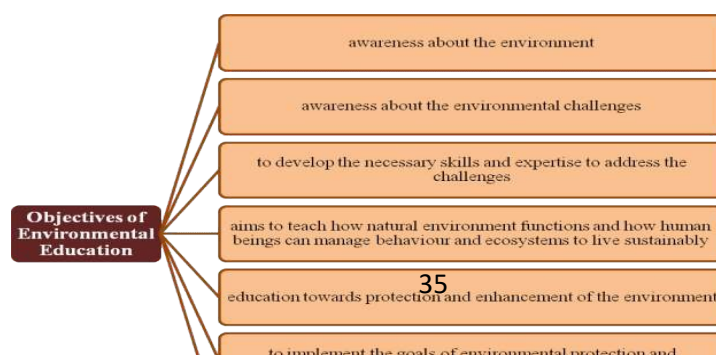 awareness about the environment
awareness about the environmental challenges
to develop the necessary skills and expertise to address the
challenges
Objectives of
Environmental
Education
aims to teach how natural environment functions and how human
beings can manage behaviour and ecosystems to live sustainably
35
education towards protection and enhancement of the environment
to implement the goals of environmental protection and